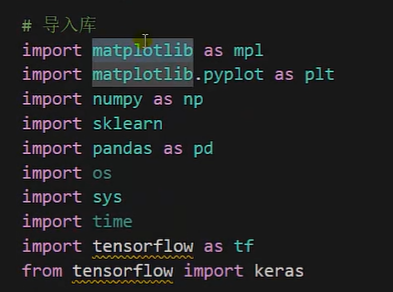 # 导入库
import matplotlib as mpl
import matplotlib.pyplot as plt
import numpy as np
import sklearn
import pandas as pd
import os
import sys
import time
import tensorflow as tf
from tensorflow import keras